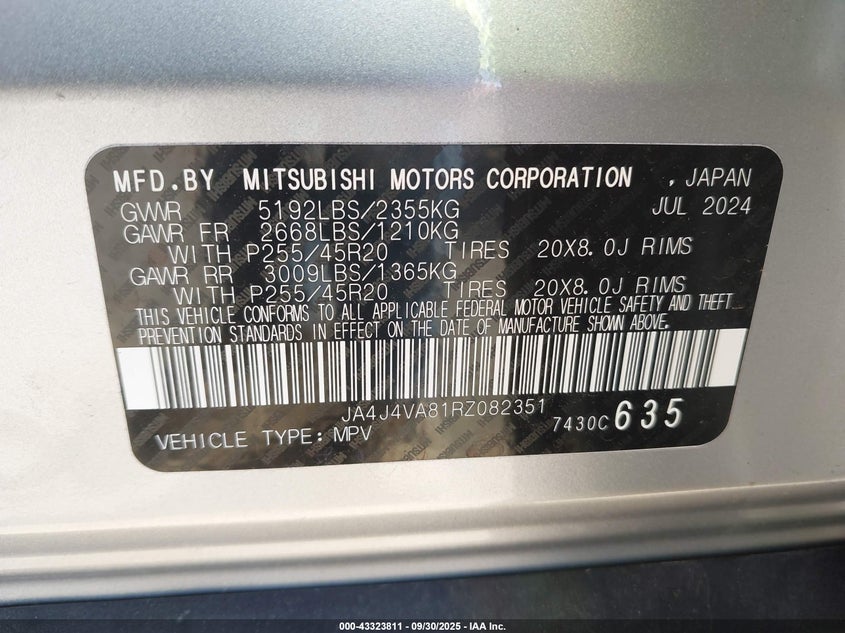 MFD.BY MITSUBISHI MOTORS CORPORATION , JAPAN
GVWR 5192LBS/2355KG JUL 2024
GAWR FR 2668LBS/1210KG
WITH P255/45R20 TIRES 20X8.0J RIMS
GAWR RR 3009LBS/1365KG
WITH P255/45R20 TIRES 20X8.0J RIMS
THIS VEHICLE CONFORMS TO ALL APPLICABLE FEDERAL MOTOR VEHICLE SAFETY AND THEFT
PREVENTION STANDARDS IN EFFECT ON THE DATE OF MANUFACTURE SHOWN ABOVE.
JA4J4VA81RZ082351
VEHICLE TYPE: MPV 7430C 635
000-43323811 - 09/30/2025 - © IAA Inc.